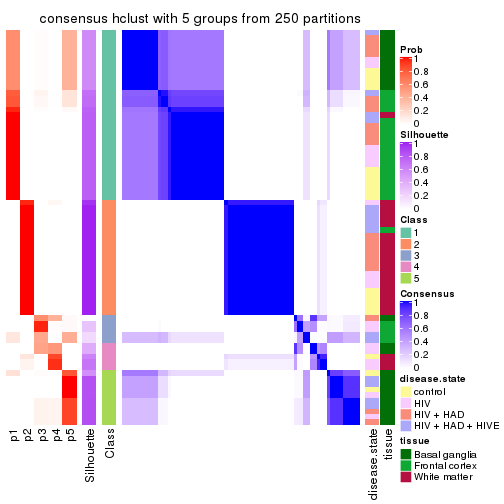 consensus hclust with 5 groups from 250 partitions
Prob
1
0.8
0.6
0.4
0.2
0
Silhouette
1
0.8
0.6
0.4
0.2
0
Class
1
2
3
4
5
Consensus
1
0.8
0.6
0.4
0.2
0
disease.state
control
HIV
HIV + HAD
HIV + HAD + HIVE
tissue
Basal ganglia
Frontal cortex
White matter
p1
p2
p3
p4
p5
Silhouette
Class
disease.state
tissue